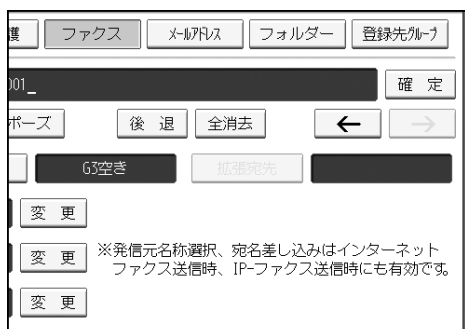 護 ファクス メールアドレス フォルダー 登録先グループ
001_ 確 定
ポーズ 後 退 全消去 ← →
G3空き 拡張宛先
変 更
変 更 ※発信元名称選択、宛名差し込みはインターネット
ファクス送信時、IP-ファクス送信時にも有効です。
変 更